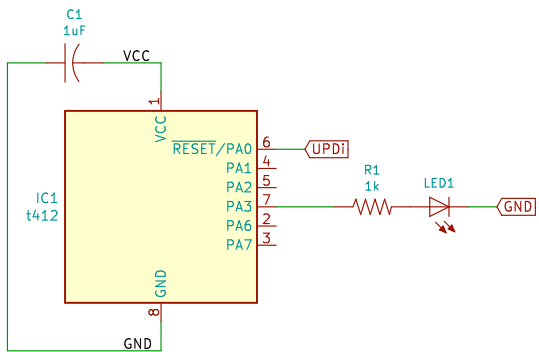 C1
1uF
VCC
1
VCC
RESET/PA0
6
UPDi
PA1
4
PA2
5
PA3
7
PA6
2
PA7
3
IC1
t412
R1
1k
LED1
GND
GND
8
GND